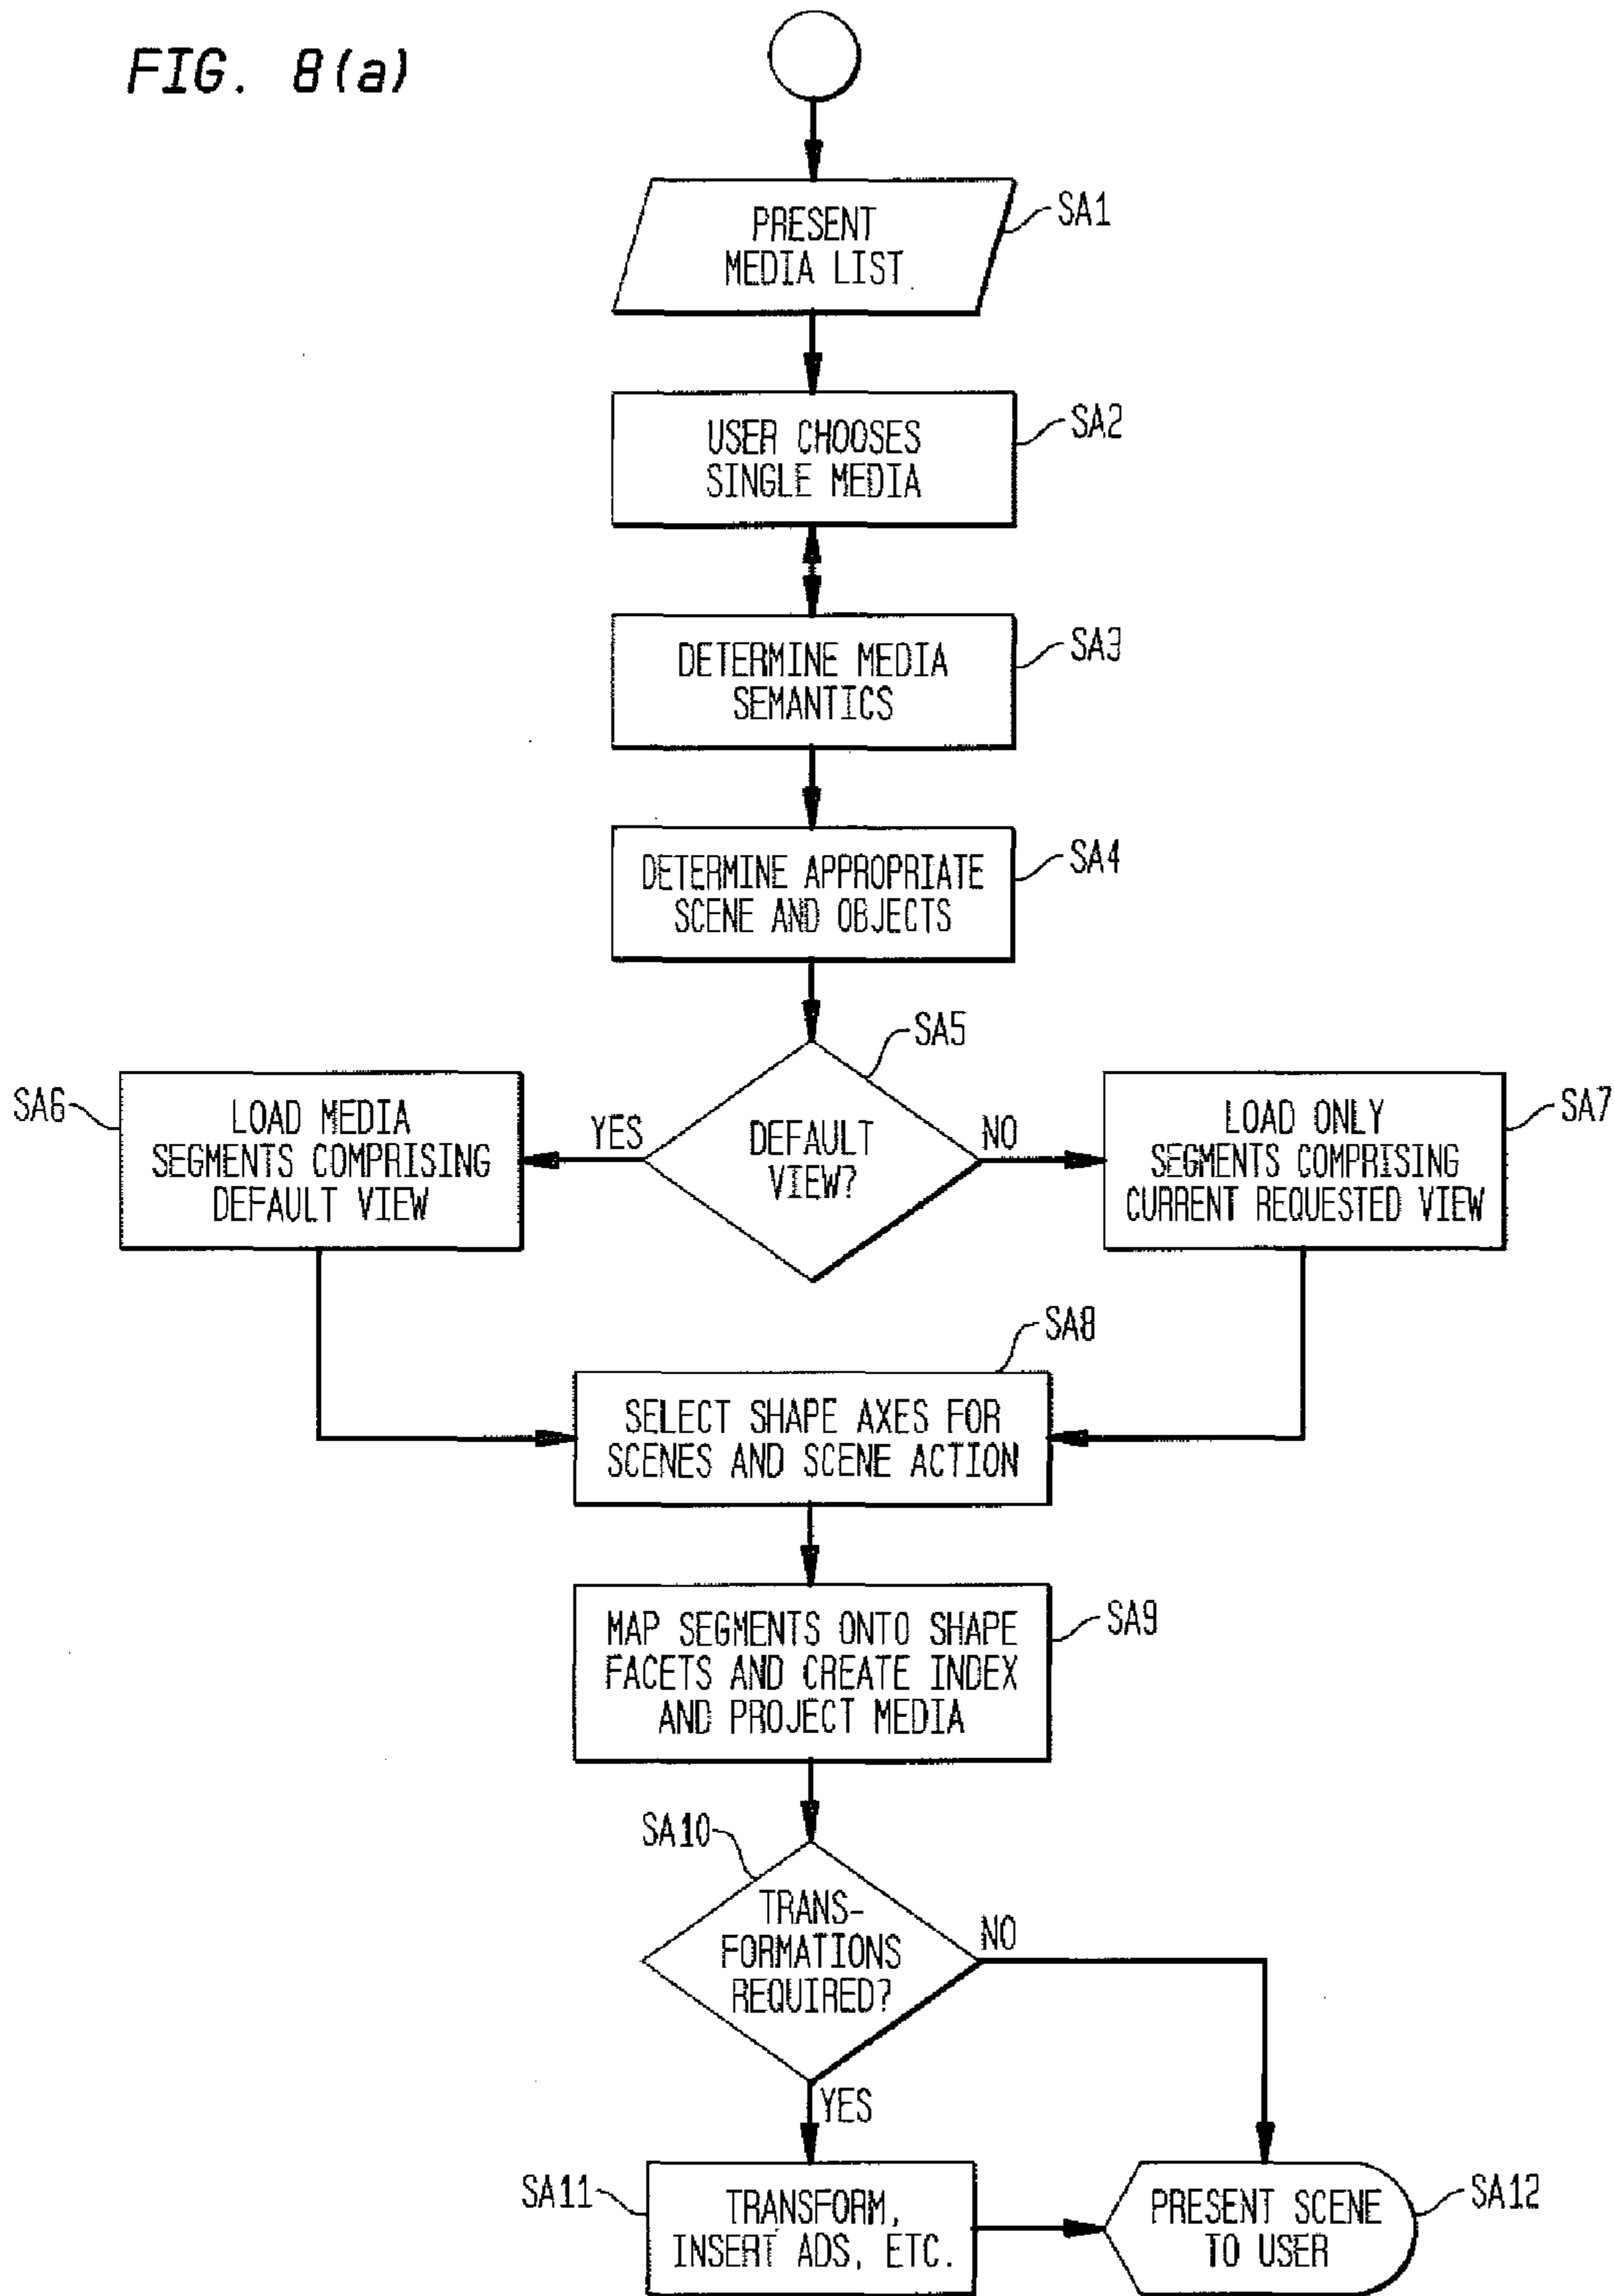 FIG. 8(a)
PRESENT
MEDIA LIST
SA1
USER CHOOSES
SINGLE MEDIA
SA2
DETERMINE MEDIA
SEMANTICS
SA3
DETERMINE APPROPRIATE
SCENE AND OBJECTS
SA4
SA5
DEFAULT
VIEW?
YES
NO
SA6
LOAD MEDIA
SEGMENTS COMPRISING
DEFAULT VIEW
LOAD ONLY
SEGMENTS COMPRISING
CURRENT REQUESTED VIEW
SA7
SA8
SELECT SHAPE AXES FOR
SCENES AND SCENE ACTION
MAP SEGMENTS ONTO SHAPE
FACETS AND CREATE INDEX
AND PROJECT MEDIA
SA9
SA10
TRANS-
FORMATIONS
REQUIRED?
NO
YES
SA11
TRANSFORM,
INSERT ADS, ETC.
PRESENT SCENE
TO USER
SA12